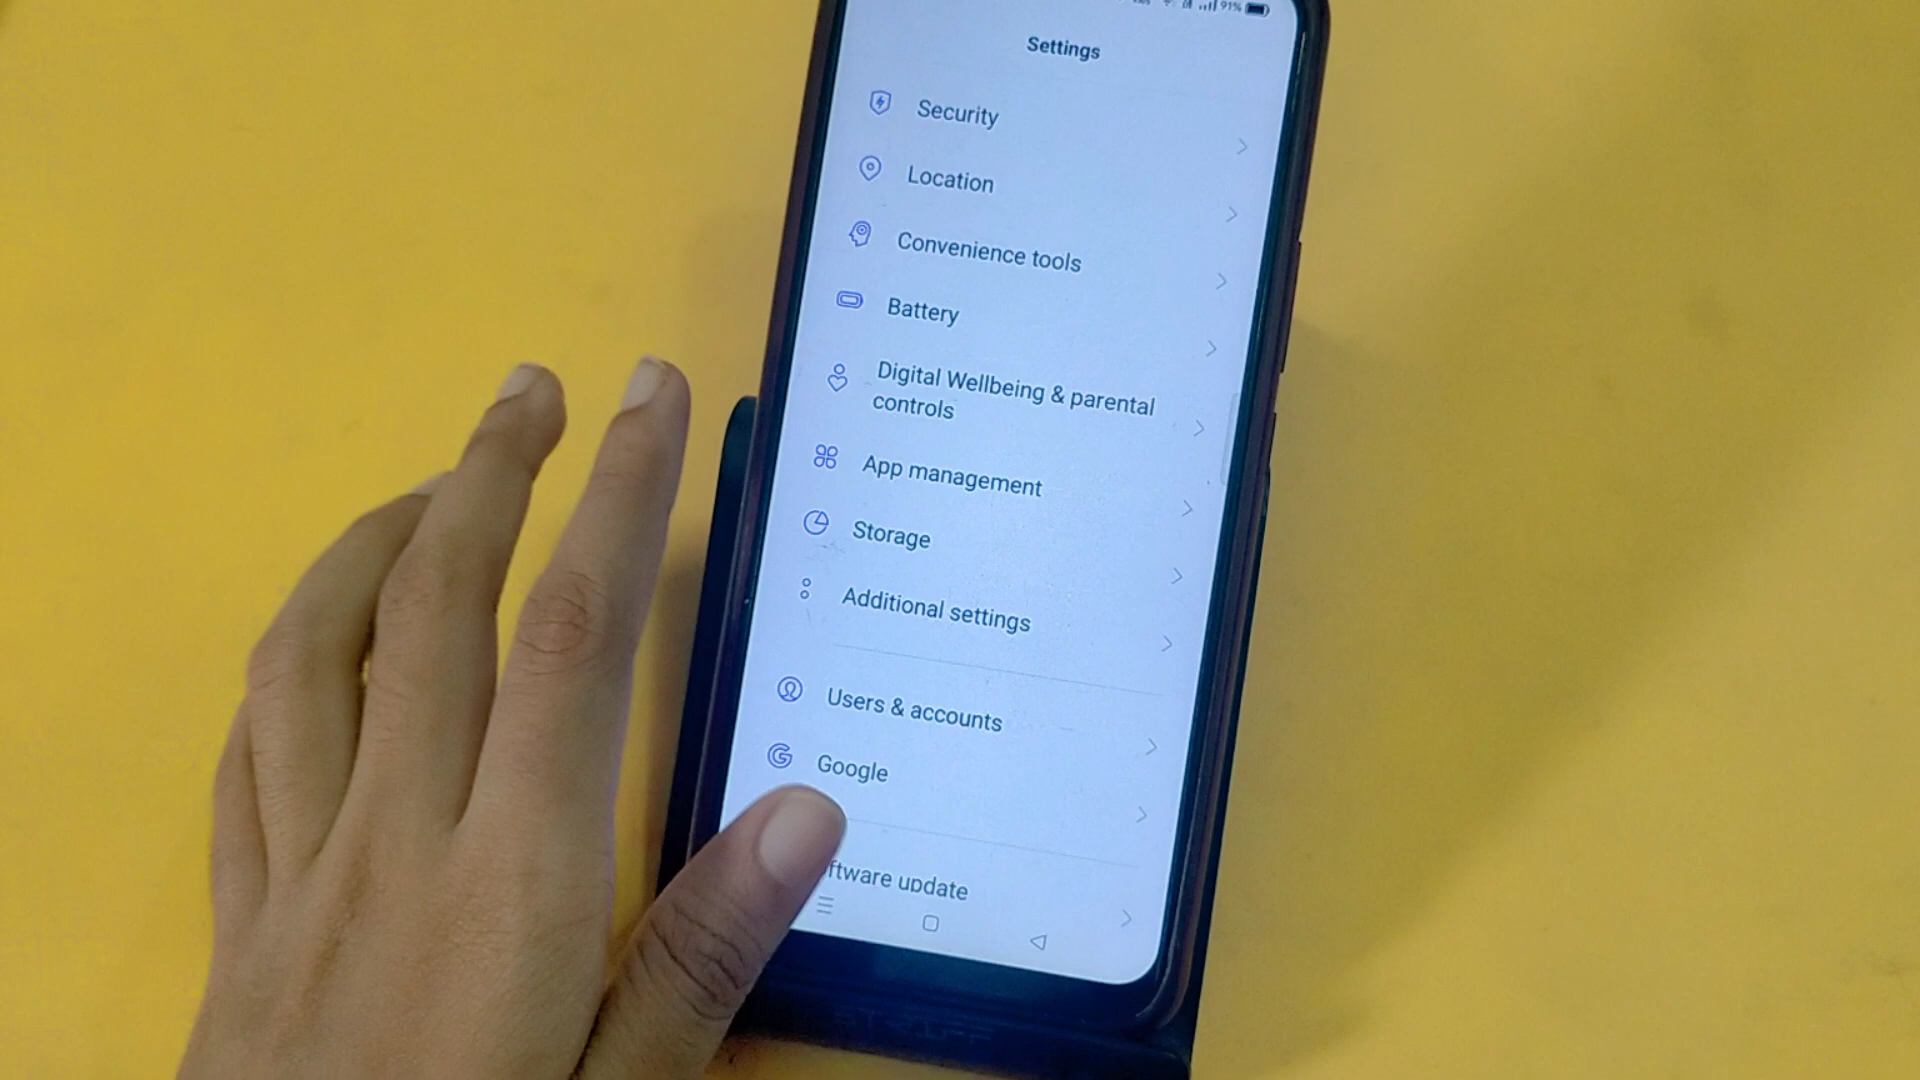 91%
Settings
Security
Location
Convenience tools
Battery
Digital Wellbeing & parental
controls
App management
Storage
Additional settings
Users & accounts
Google
ftware update